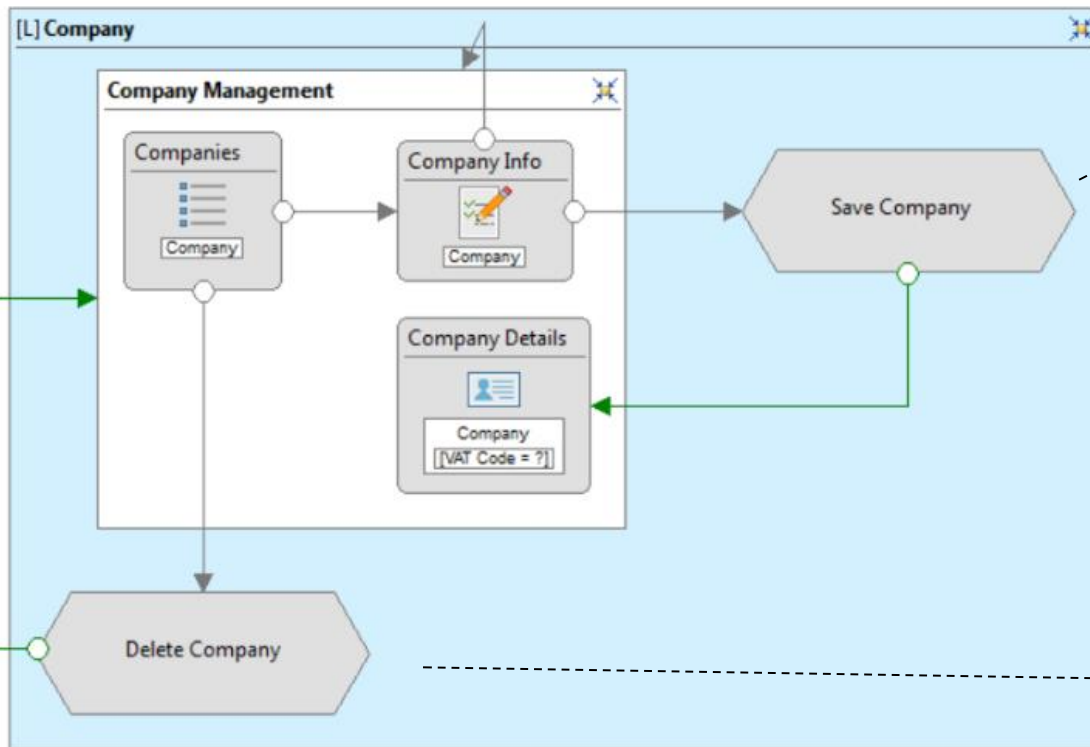 [L] Company
Company Management
Companies
Company
Company Info
Company
Save Company
Company Details
Company
[VAT Code = ?]
Delete Company